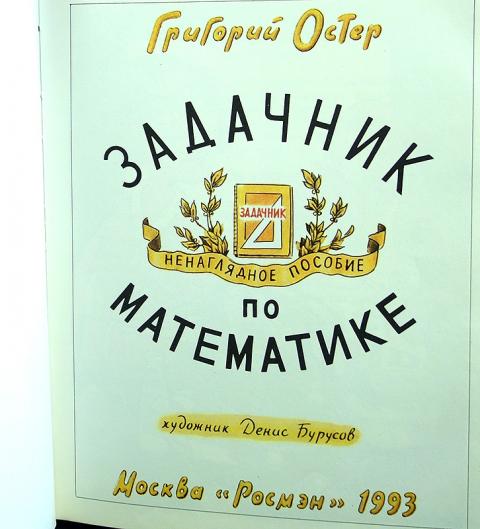 Григорий Остер
ЗАДАЧНИК
ЗАДАЧНИК
НЕНАГЛЯДНОЕ ПОСОБИЕ
ПО
МАТЕМАТИКЕ
художник Денис Бурусов
Москва «Росмэн» 1993